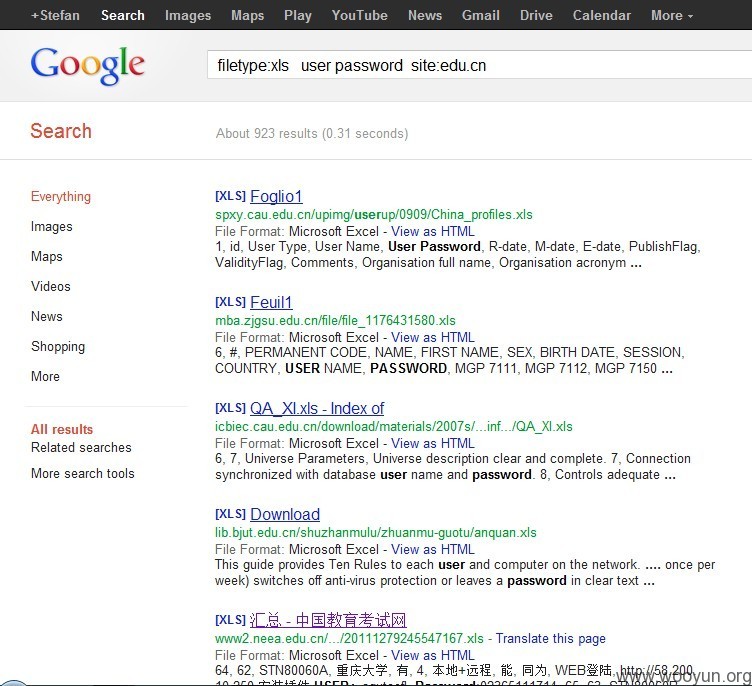 +Stefan Search Images Maps Play YouTube News Gmail Drive Calendar More
Google
filetype:xls user password site:edu.cn
Search
About 923 results (0.31 seconds)
Everything
Images
Maps
Videos
News
Shopping
More
All results
Related searches
More search tools
[XLS] Foglio1
spxy.cau.edu.cn/upimg/userup/0909/China_profiles.xls
File Format: Microsoft Excel - View as HTML
1, id, User Type, User Name, User Password, R-date, M-date, E-date, PublishFlag,
ValidityFlag, Comments, Organisation full name, Organisation acronym ...
[XLS] Feuil1
mba.zjgsu.edu.cn/file/file_1176431580.xls
File Format: Microsoft Excel - View as HTML
6, #, PERMANENT CODE, NAME, FIRST NAME, SEX, BIRTH DATE, SESSION,
COUNTRY, USER NAME, PASSWORD, MGP 7111, MGP 7112, MGP 7150 ...
[XLS] QA_XI.xls - Index of
icbiec.cau.edu.cn/download/materials/2007s/...inf.../QA_XI.xls
File Format: Microsoft Excel - View as HTML
6, 7, Universe Parameters, Universe description clear and complete. 7, Connection
synchronized with database user name and password. 8, Controls adequate ...
[XLS] Download
lib.bjut.edu.cn/shuzhanmulu/zhuanmu-guotu/anquan.xls
File Format: Microsoft Excel - View as HTML
This guide provides Ten Rules to each user and computer on the network. .... once per
week) switches off anti-virus protection or leaves a password in clear text ...
[XLS] 汇总 - 中国教育考试网
www2.neea.edu.cn/.../20111279245547167.xls - Translate this page
File Format: Microsoft Excel - View as HTML
64, 62, STN80060A, 重庆大学, 有, 4, 本地+远程, 能, 同为, WEB登陆, http://58.200.
www.wooyun.org